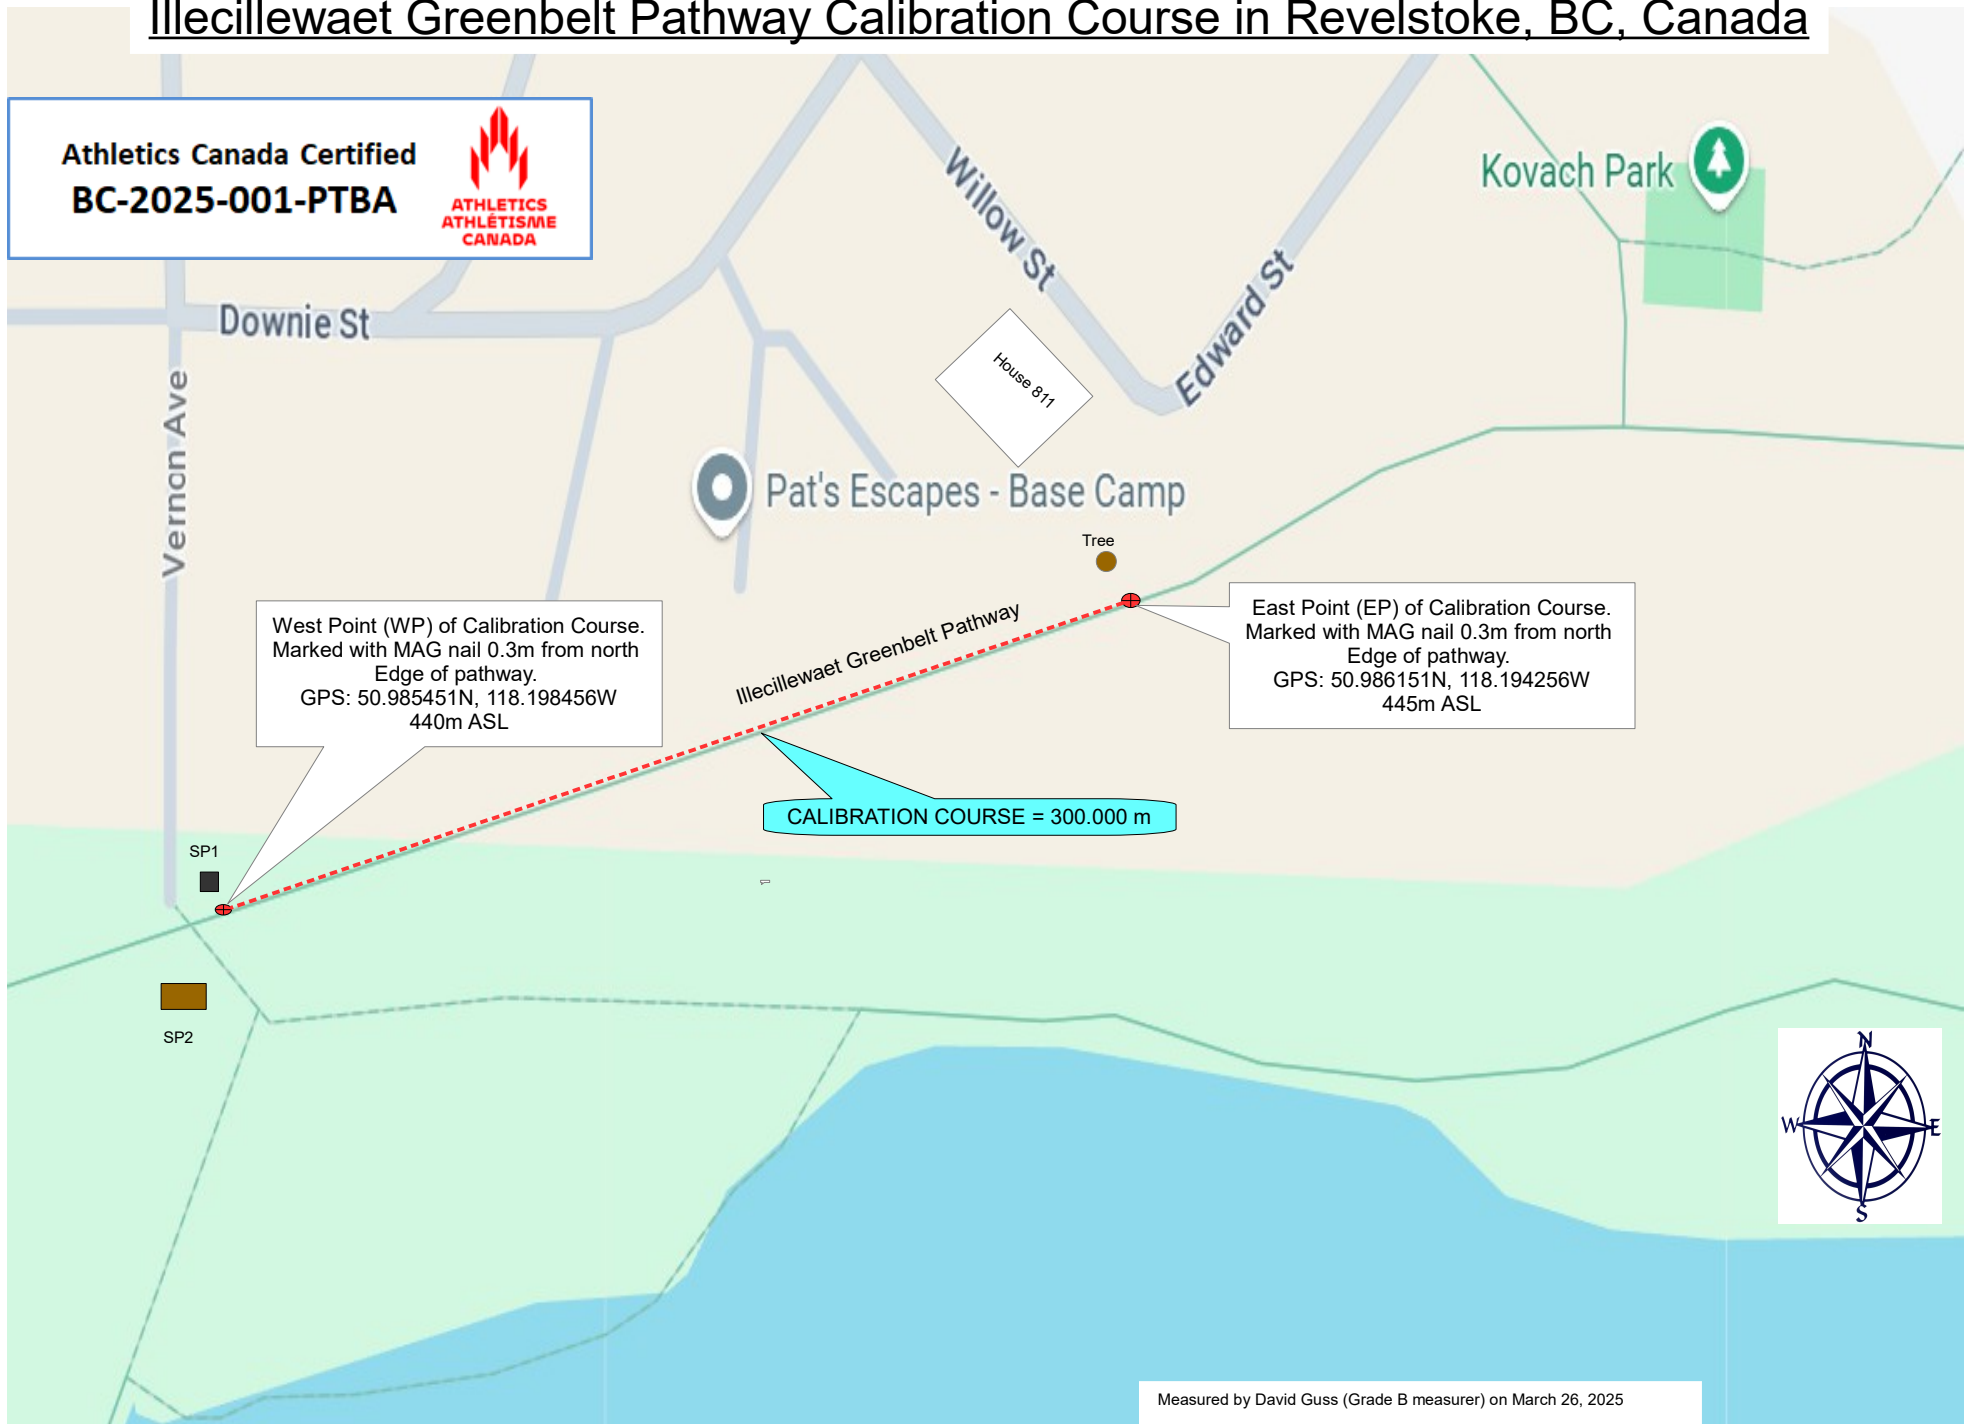 Illecillewaet Greenbelt Pathway Calibration Course in Revelstoke, BC, Canada
Athletics Canada Certified
BC-2025-001-PTBA
ATHLETICS
ATHLÉTISME
CANADA
Willow St
Kovach Park
Edward St
Downie St
House 811
Vernon Ave
Pat's Escapes - Base Camp
Tree
West Point (WP) of Calibration Course.
Marked with MAG nail 0.3m from north
Edge of pathway.
GPS: 50.985451N, 118.198456W
440m ASL
Illecillewaet Greenbelt Pathway
East Point (EP) of Calibration Course.
Marked with MAG nail 0.3m from north
Edge of pathway.
GPS: 50.986151N, 118.194256W
445m ASL
CALIBRATION COURSE = 300.000 m
SP1
SP2
N
W
E
S
Measured by David Guss (Grade B measurer) on March 26, 2025